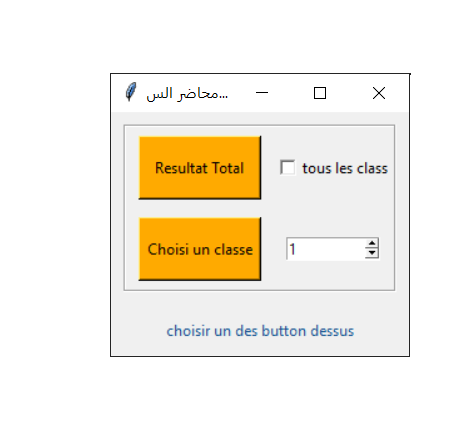 محاضر الس...
Resultat Total
tous les class
Choisi un classe
1
choisir un des button dessus